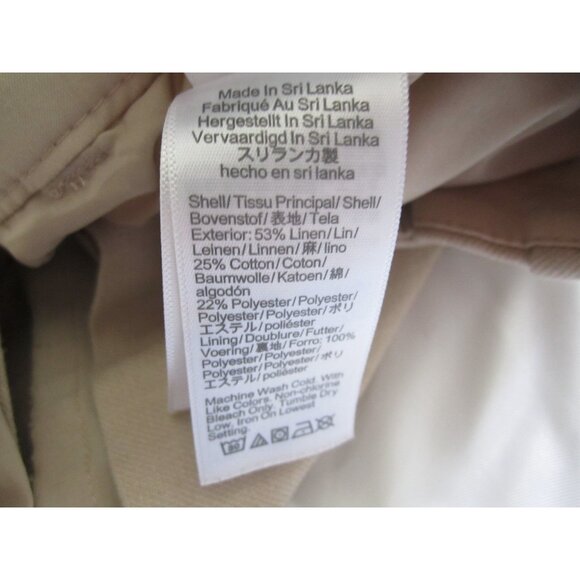 Made In Sri Lanka
Fabriqué Au Sri Lanka
Hergestellt In Sri Lanka
Vervaardigd In Sri Lanka
スリランカ製
hecho en sri lanka
Shell/Tissu Principal/Shell/
Bovenstof/表地/Tela
Exterior: 53% Linen/Lin/
Leinen/Linnen/麻/lino
25% Cotton/Coton/
Baumwolle/Katoen/綿/
algodón
22% Polyester/Polyester/
Polyester/Polyester/ポリ
エステル/poliéster
Lining/Doublure/Futter/
Voering/裏地/Forro: 100%
Polyester/Polyester/
Polyester/Polyester/ポリ
エステル/poliéster
Machine Wash Cold. With
Like Colors. Non-chlorine
Bleach Only. Tumble Dry
Low. Iron On Lowest
Setting.